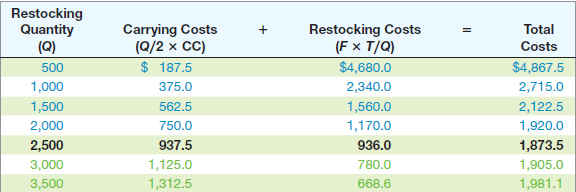 Restocking
Quantity Carrying Costs + Restocking Costs = Total
(Q) (Q/2 × CC) (F × T/Q) Costs
500 $ 187.5 $4,680.0 $4,867.5
1,000 375.0 2,340.0 2,715.0
1,500 562.5 1,560.0 2,122.5
2,000 750.0 1,170.0 1,920.0
2,500 937.5 936.0 1,873.5
3,000 1,125.0 780.0 1,905.0
3,500 1,312.5 668.6 1,981.1